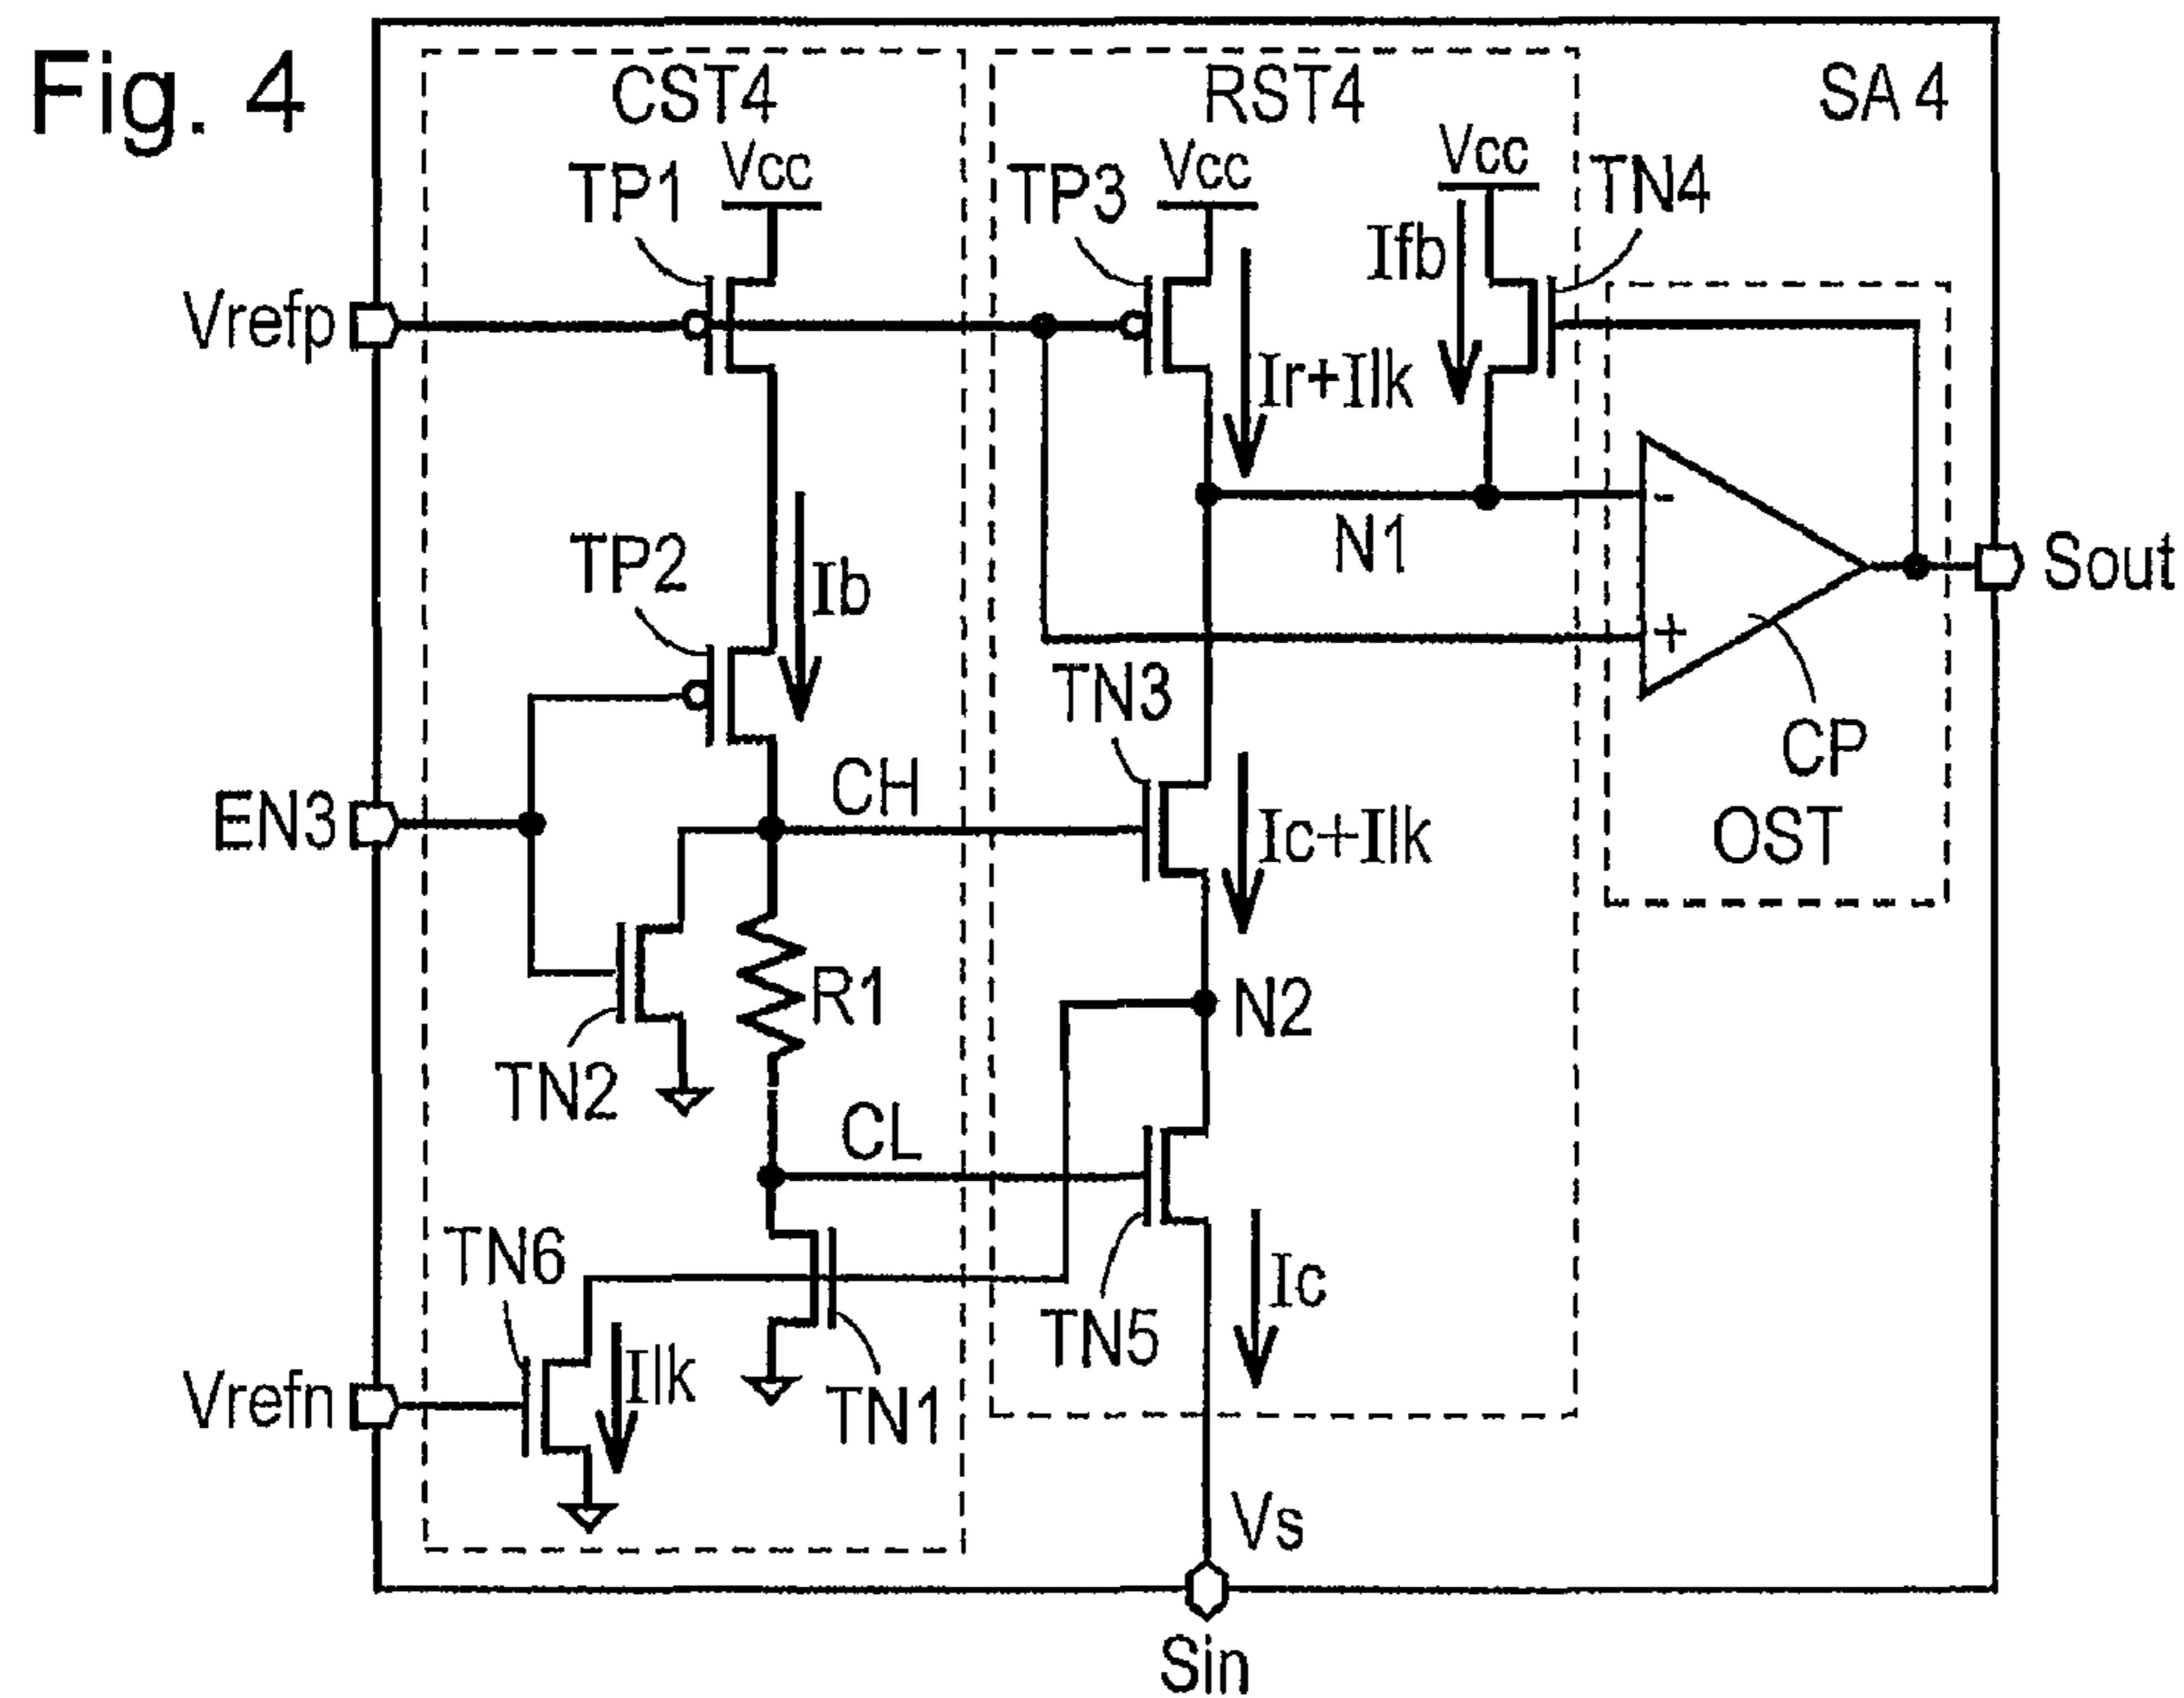 Fig. 4
CST4
RST4
SA 4
TP1
Vcc
TP3
Vcc
Vcc
TN4
Vrefp
Ifb
Ir+Ilk
-
N1
TP2
Ib
Sout
+
TN3
CP
EN3
CH
Ic+Ilk
OST
R1
N2
TN2
CL
TN6
Ic
TN5
Vrefn
Ilk
TN1
Vs
Sin